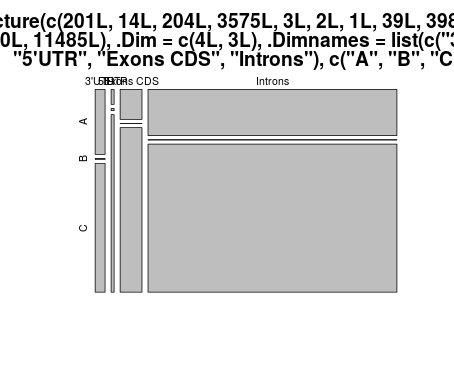 cture(c(201L, 14L, 204L, 3575L, 3L, 2L, 1L, 39L, 398
0L, 11485L), .Dim = c(4L, 3L), .Dimnames = list(c("3
"5'UTR", "Exons CDS", "Introns"), c("A", "B", "C
3'UTR 5'UTR Exons CDS Introns
A
B
C